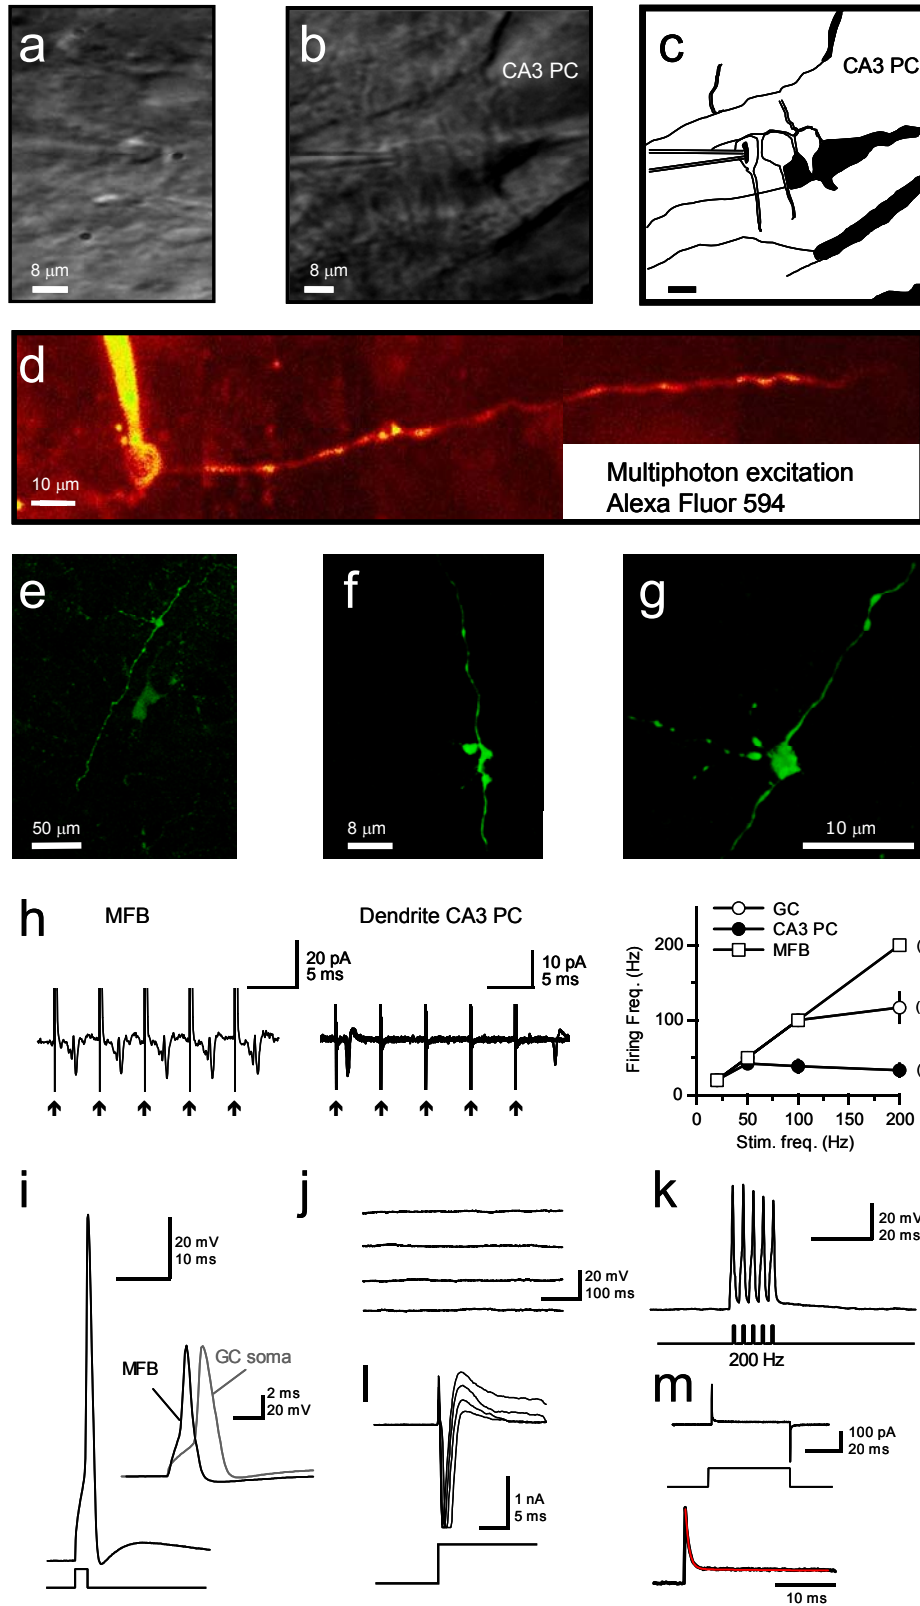 a
8 μm
b
CA3 PC
8 μm
c
CA3 PC
d
10 μm
Multiphoton excitation
Alexa Fluor 594
e
50 μm
f
8 μm
g
10 μm
h
MFB
20 pA
5 ms
Dendrite CA3 PC
10 pA
5 ms
GC
CA3 PC
MFB
Firing Freq. (Hz)
200
100
0
0
50
100
150
200
Stim. freq. (Hz)
(
(
(
i
20 mV
10 ms
MFB
GC soma
2 ms
20 mV
j
20 mV
100 ms
k
20 mV
20 ms
200 Hz
l
1 nA
5 ms
m
100 pA
20 ms
10 ms